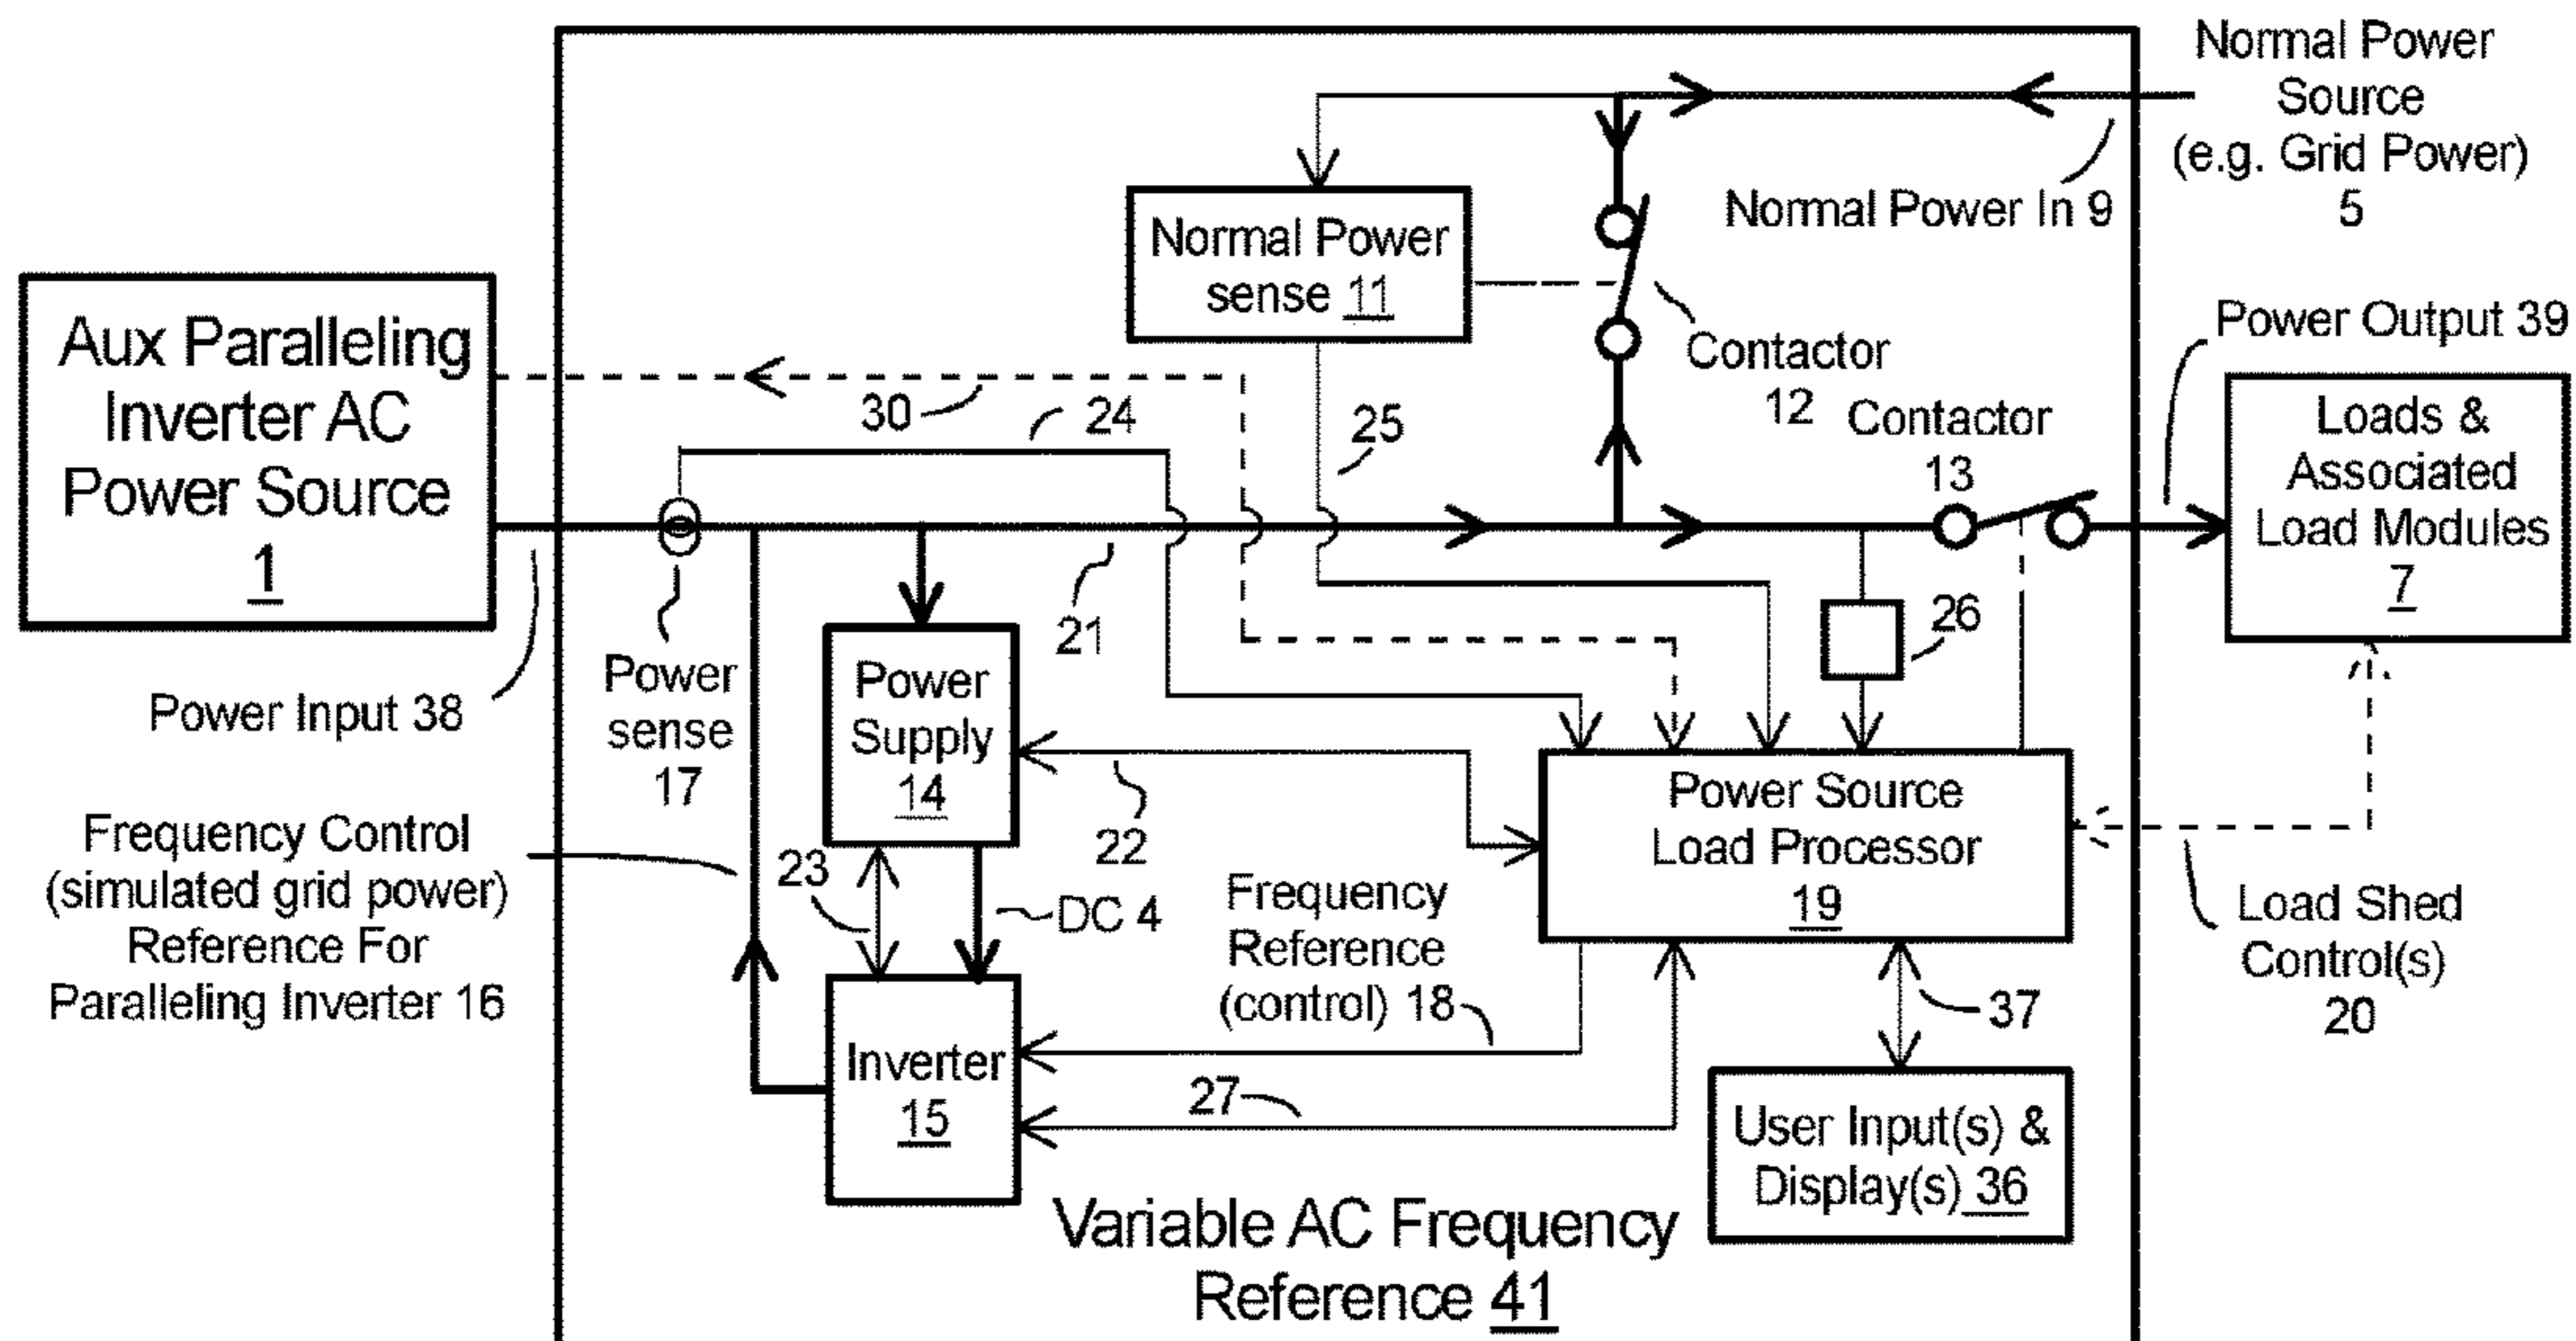 Normal Power
Source
(e.g. Grid Power)
5
Normal Power In 9
Normal Power
sense 11
Aux Paralleling
Inverter AC
Power Source
1
Contactor
12
Power Output 39
Contactor
13
Loads &
Associated
Load Modules
7
30
24
25
21
26
Power Input 38
Power
sense
17
Power
Supply
14
22
Power Source
Load Processor
19
Frequency Control
(simulated grid power)
Reference For
Paralleling Inverter 16
23
DC 4
Frequency
Reference
(control) 18
Load Shed
Control(s)
20
37
Inverter
15
27
User Input(s) &
Display(s) 36
Variable AC Frequency
Reference 41